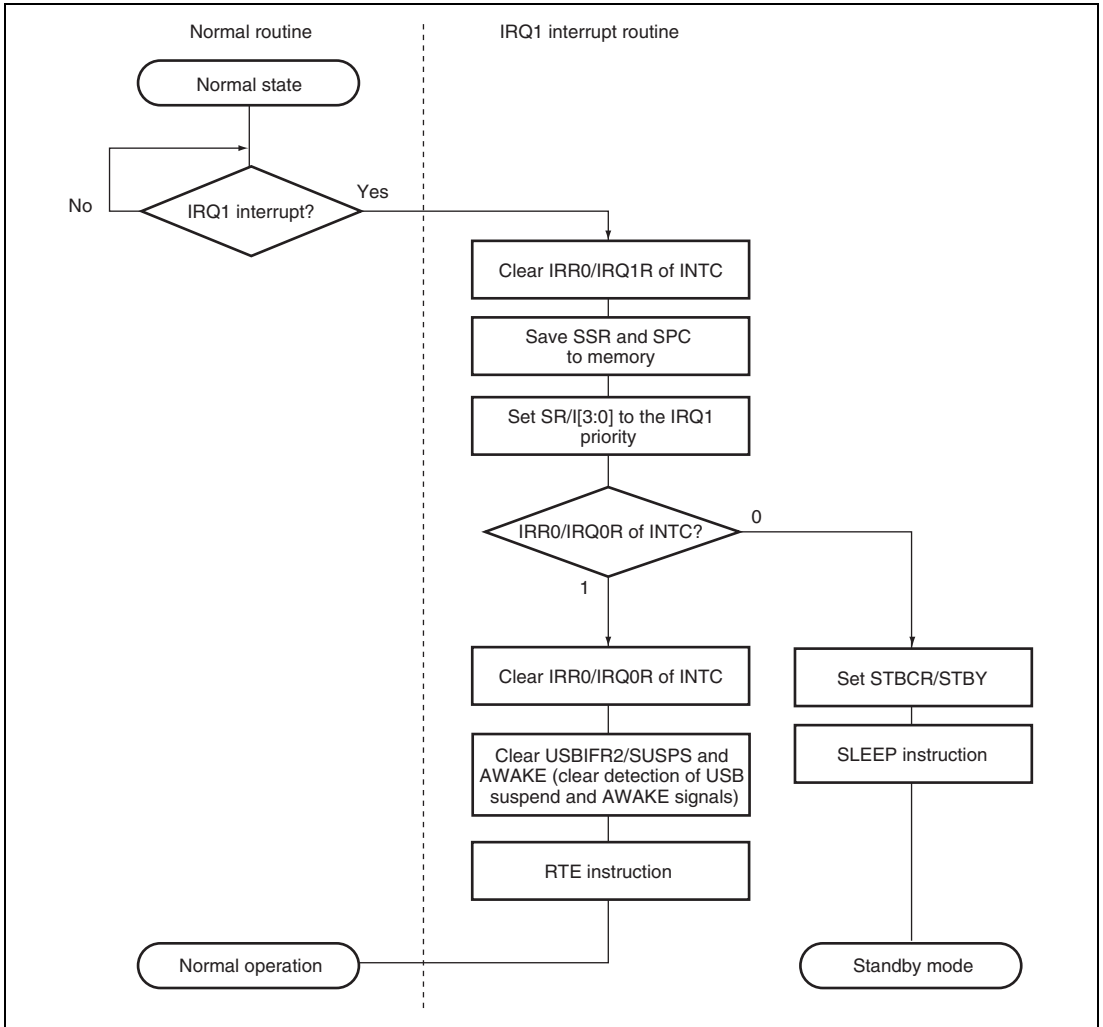 Normal routine
IRQ1 interrupt routine
Normal state
No
IRQ1 interrupt?
Yes
Clear IRR0/IRQ1R of INTC
Save SSR and SPC
to memory
Set SR/I[3:0] to the IRQ1
priority
IRR0/IRQ0R of INTC?
0
1
Clear IRR0/IRQ0R of INTC
Set STBCR/STBY
Clear USBIFR2/SUSPS and
AWAKE (clear detection of USB
suspend and AWAKE signals)
SLEEP instruction
RTE instruction
Normal operation
Standby mode